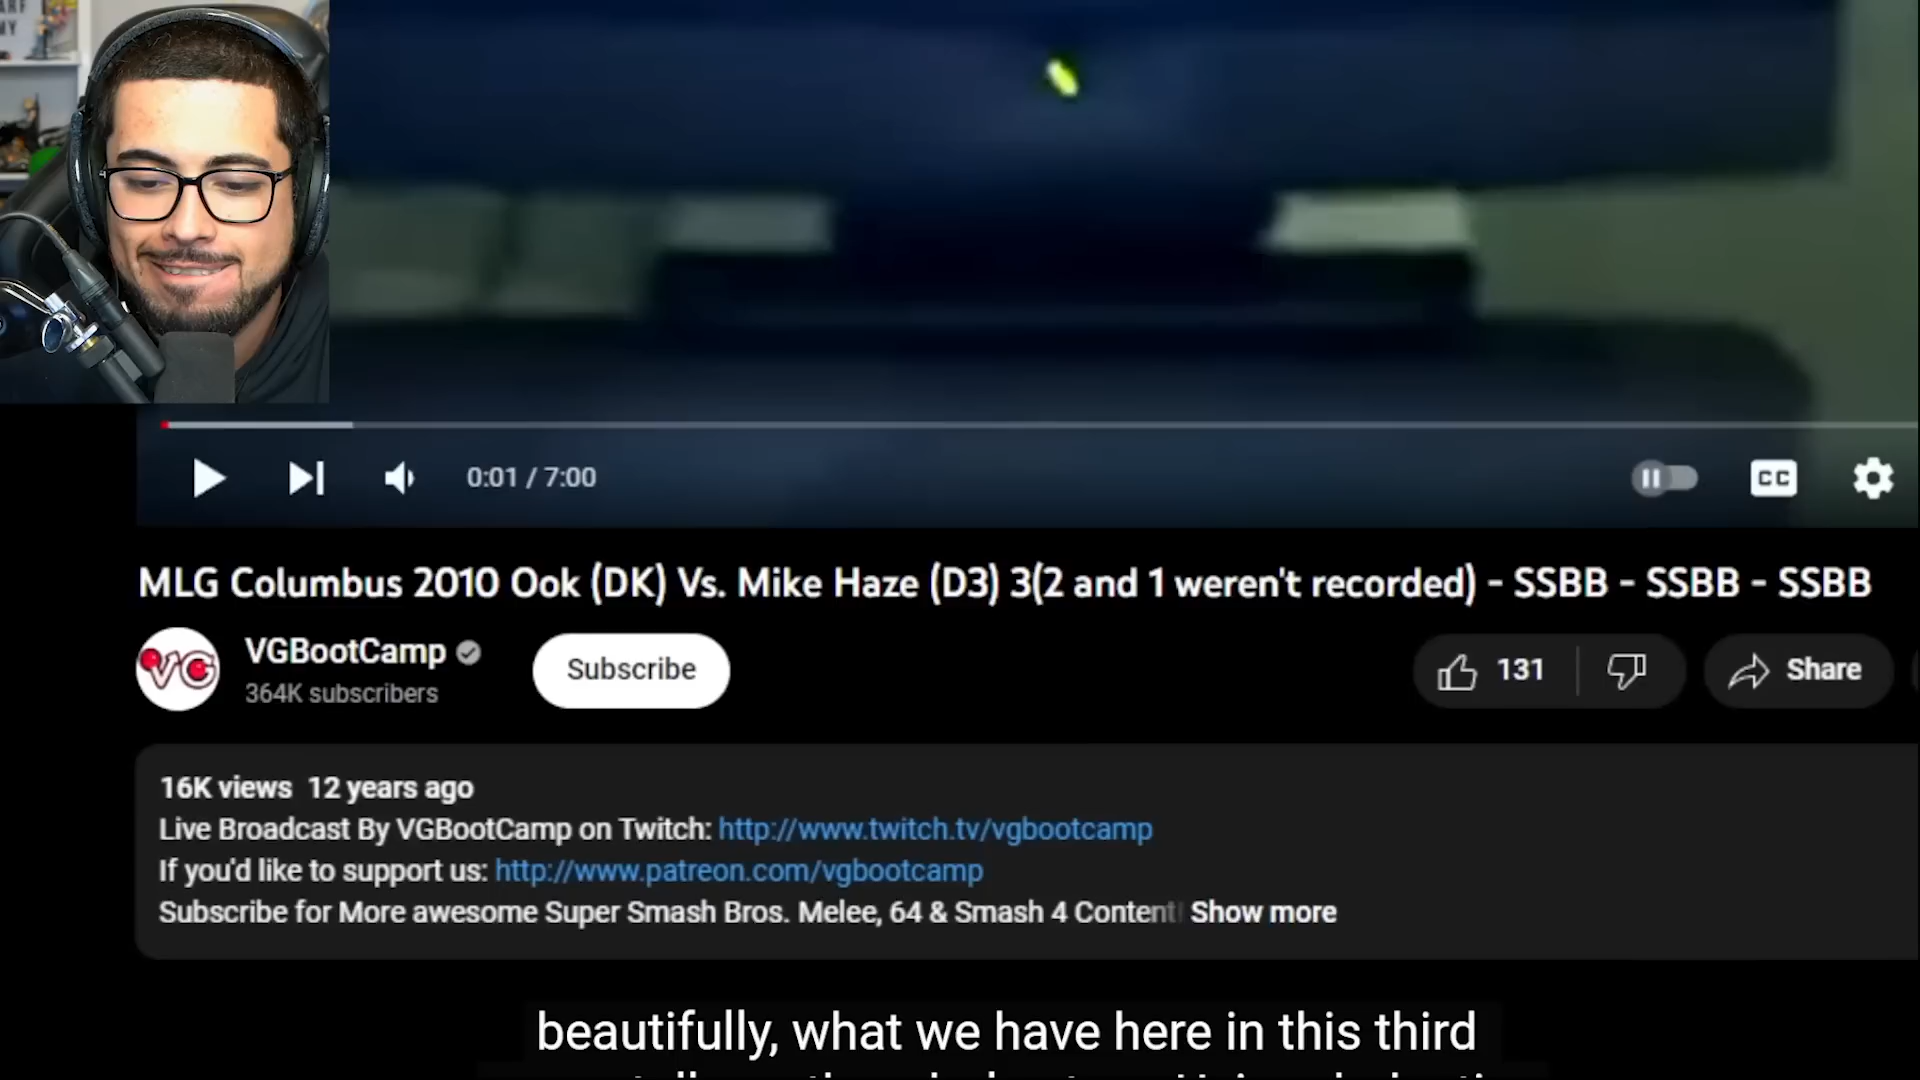 0:01 / 7:00
CC
MLG Columbus 2010 Ook (DK) Vs. Mike Haze (D3) 3(2 and 1 weren't recorded) - SSBB - SSBB - SSBB
VG
VGBootCamp
364K subscribers
Subscribe
131
Share
16K views 12 years ago
Live Broadcast By VGBootCamp on Twitch: http://www.twitch.tv/vgbootcamp
If you'd like to support us: http://www.patreon.com/vgbootcamp
Subscribe for More awesome Super Smash Bros. Melee, 64 & Smash 4 Content Show more
beautifully, what we have here in this third